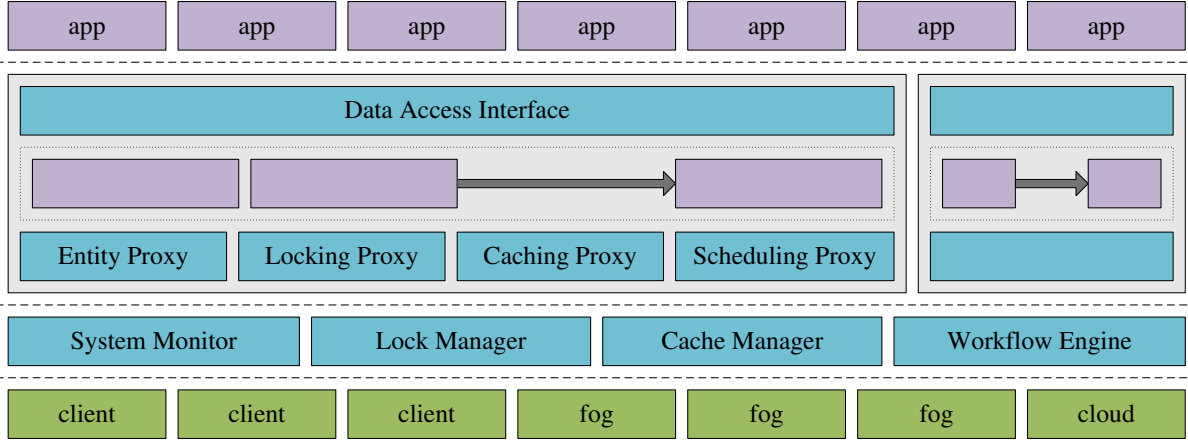 app app app app app app app
Data Access Interface
Entity Proxy Locking Proxy Caching Proxy Scheduling Proxy
System Monitor Lock Manager Cache Manager Workflow Engine
client client client fog fog fog cloud